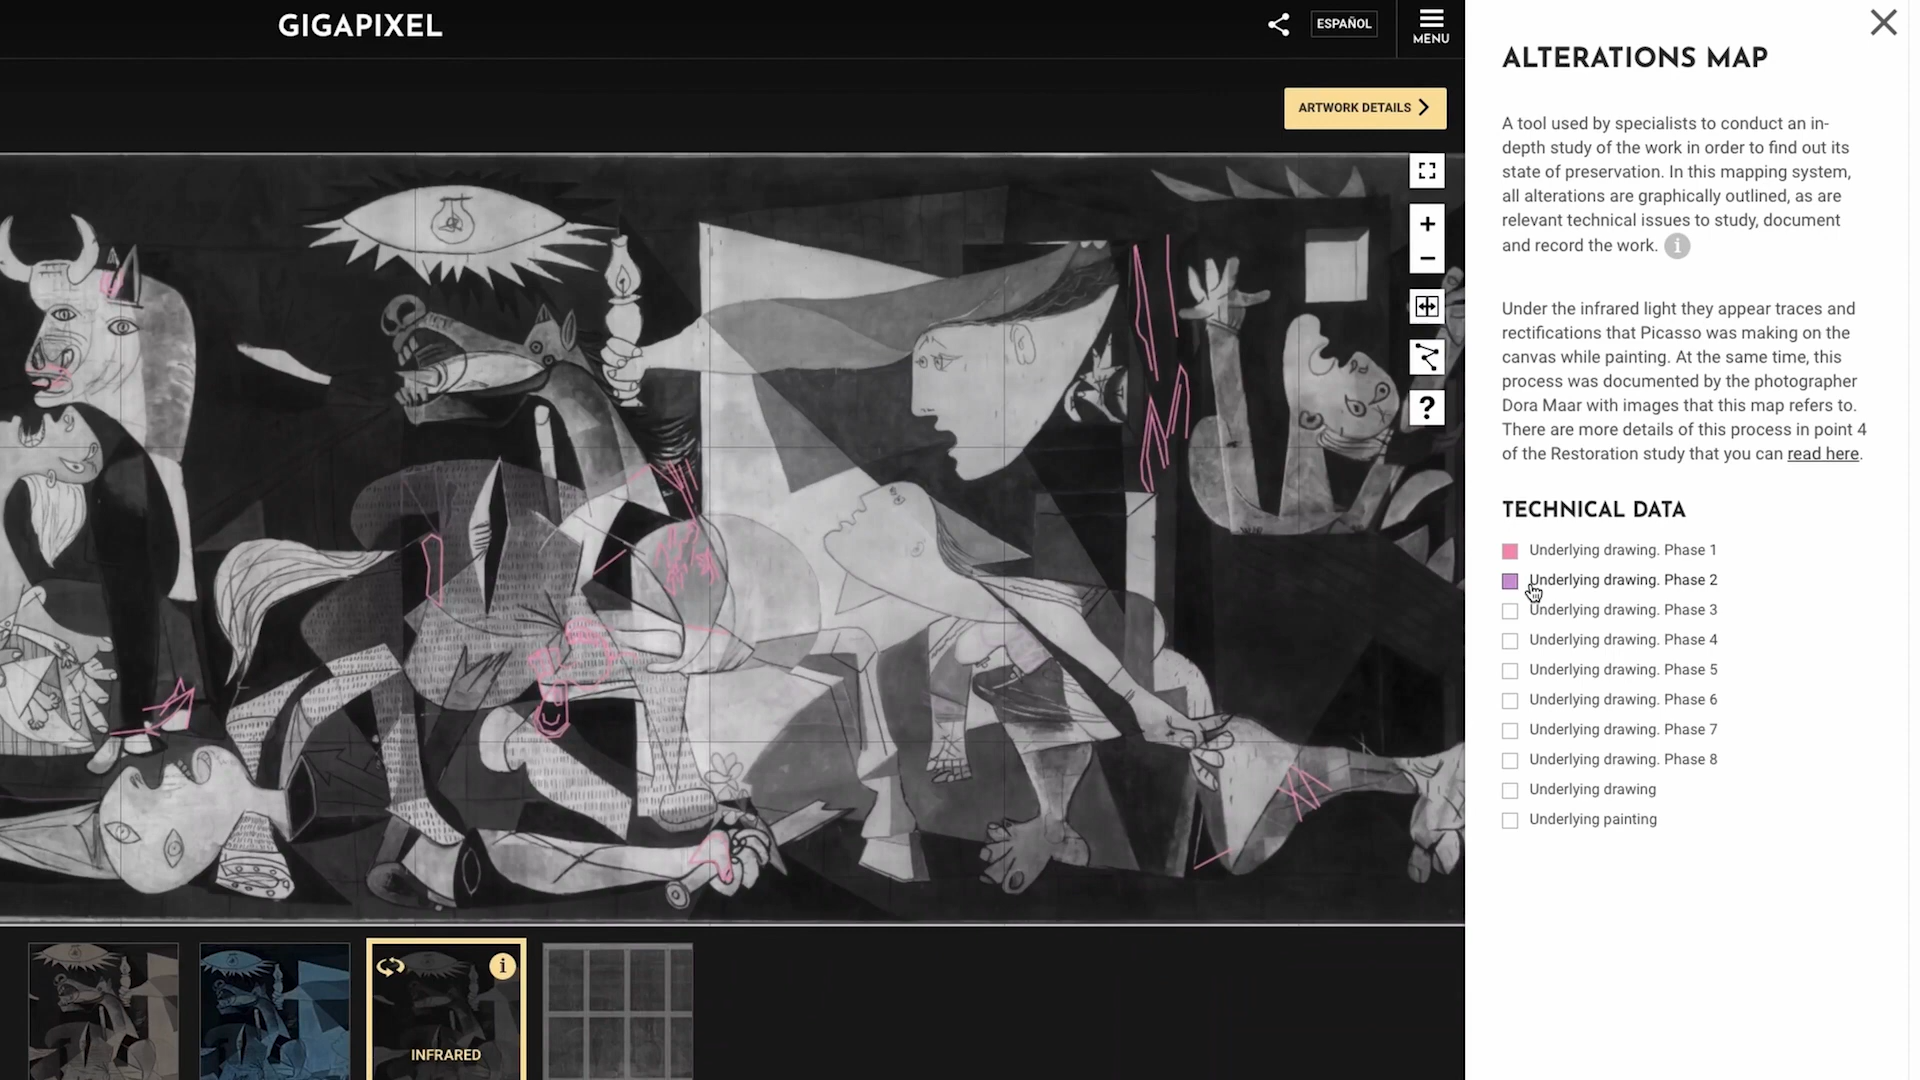 GIGAPIXEL
ESPAÑOL
MENU
ARTWORK DETAILS
+
−
?
i
INFRARED
ALTERATIONS MAP
A tool used by specialists to conduct an in-
depth study of the work in order to find out its
state of preservation. In this mapping system,
all alterations are graphically outlined, as are
relevant technical issues to study, document
and record the work. i
Under the infrared light they appear traces and
rectifications that Picasso was making on the
canvas while painting. At the same time, this
process was documented by the photographer
Dora Maar with images that this map refers to.
There are more details of this process in point 4
of the Restoration study that you can read here.
TECHNICAL DATA
Underlying drawing. Phase 1
Underlying drawing. Phase 2
Underlying drawing. Phase 3
Underlying drawing. Phase 4
Underlying drawing. Phase 5
Underlying drawing. Phase 6
Underlying drawing. Phase 7
Underlying drawing. Phase 8
Underlying drawing
Underlying painting